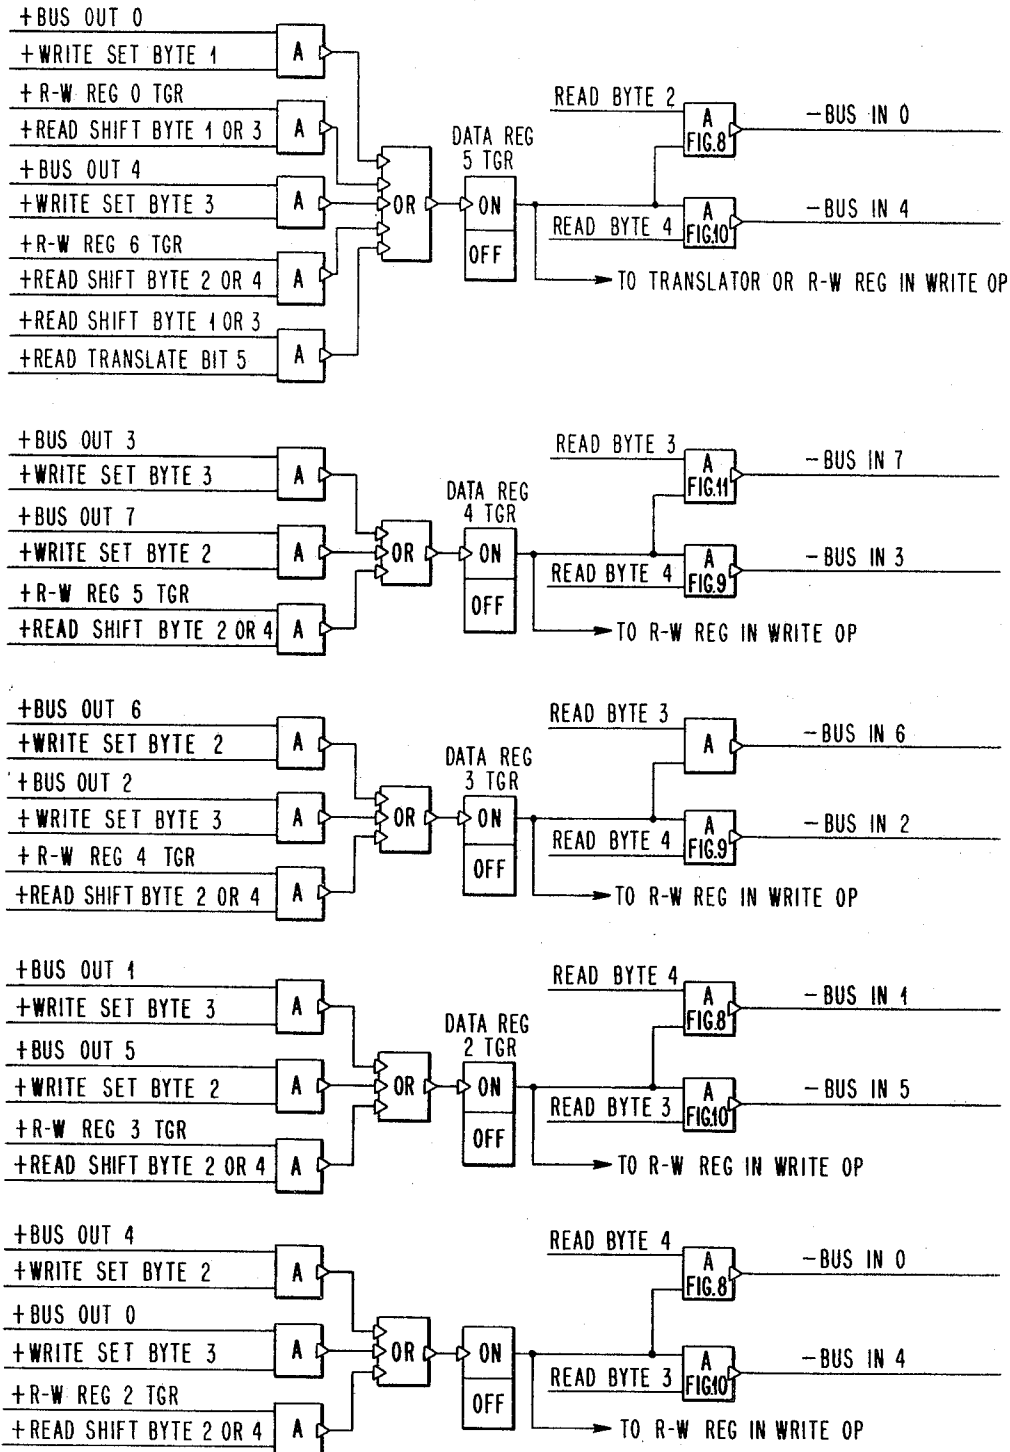 +BUS OUT 0
A
+WRITE SET BYTE 1
+R-W REG 0 TGR
A
+READ SHIFT BYTE 1 OR 3
+BUS OUT 4
A
+WRITE SET BYTE 3
+R-W REG 6 TGR
A
+READ SHIFT BYTE 2 OR 4
+READ SHIFT BYTE 1 OR 3
A
+READ TRANSLATE BIT 5
OR
DATA REG
5 TGR
ON
OFF
READ BYTE 2
A
FIG.8
-BUS IN 0
READ BYTE 4
A
FIG.10
-BUS IN 4
TO TRANSLATOR OR R-W REG IN WRITE OP
+BUS OUT 3
A
+WRITE SET BYTE 3
+BUS OUT 7
A
+WRITE SET BYTE 2
+R-W REG 5 TGR
A
+READ SHIFT BYTE 2 OR 4
OR
DATA REG
4 TGR
ON
OFF
READ BYTE 3
A
FIG.11
-BUS IN 7
READ BYTE 4
A
FIG.9
-BUS IN 3
TO R-W REG IN WRITE OP
+BUS OUT 6
A
+WRITE SET BYTE 2
+BUS OUT 2
A
+WRITE SET BYTE 3
+R-W REG 4 TGR
A
+READ SHIFT BYTE 2 OR 4
OR
DATA REG
3 TGR
ON
OFF
READ BYTE 3
A
-BUS IN 6
READ BYTE 4
A
FIG.9
-BUS IN 2
TO R-W REG IN WRITE OP
+BUS OUT 1
A
+WRITE SET BYTE 3
+BUS OUT 5
A
+WRITE SET BYTE 2
+R-W REG 3 TGR
A
+READ SHIFT BYTE 2 OR 4
OR
DATA REG
2 TGR
ON
OFF
READ BYTE 4
A
FIG.8
-BUS IN 1
READ BYTE 3
A
FIG.10
-BUS IN 5
TO R-W REG IN WRITE OP
+BUS OUT 4
A
+WRITE SET BYTE 2
+BUS OUT 0
A
+WRITE SET BYTE 3
+R-W REG 2 TGR
A
+READ SHIFT BYTE 2 OR 4
OR
ON
OFF
READ BYTE 4
A
FIG.8
-BUS IN 0
READ BYTE 3
A
FIG.10
-BUS IN 4
TO R-W REG IN WRITE OP